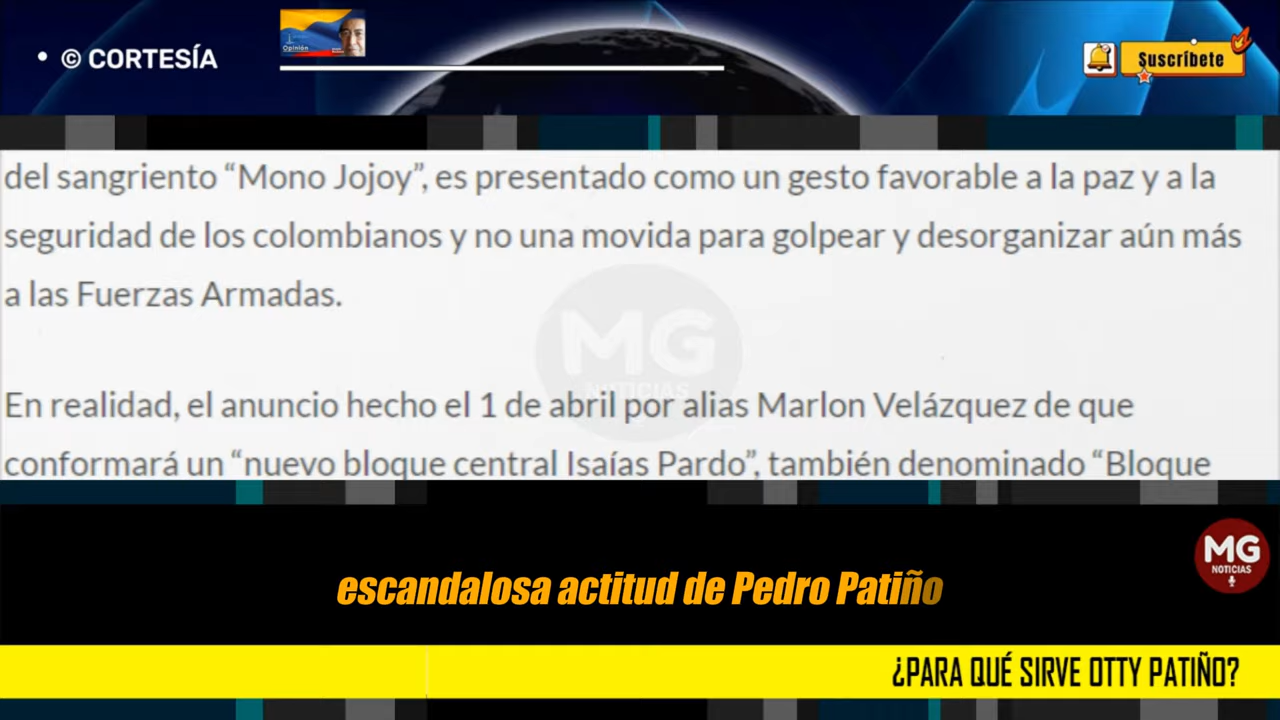 • © CORTESÍA
Opinión
Suscríbete
del sangriento “Mono Jojoy”, es presentado como un gesto favorable a la paz y a la
seguridad de los colombianos y no una movida para golpear y desorganizar aún más
a las Fuerzas Armadas.
MG
NOTICIAS
En realidad, el anuncio hecho el 1 de abril por alias Marlon Velázquez de que
conformará un “nuevo bloque central Isaías Pardo”, también denominado “Bloque
MG
NOTICIAS
escandalosa actitud de Pedro Patiño
¿PARA QUÉ SIRVE OTTY PATIÑO?